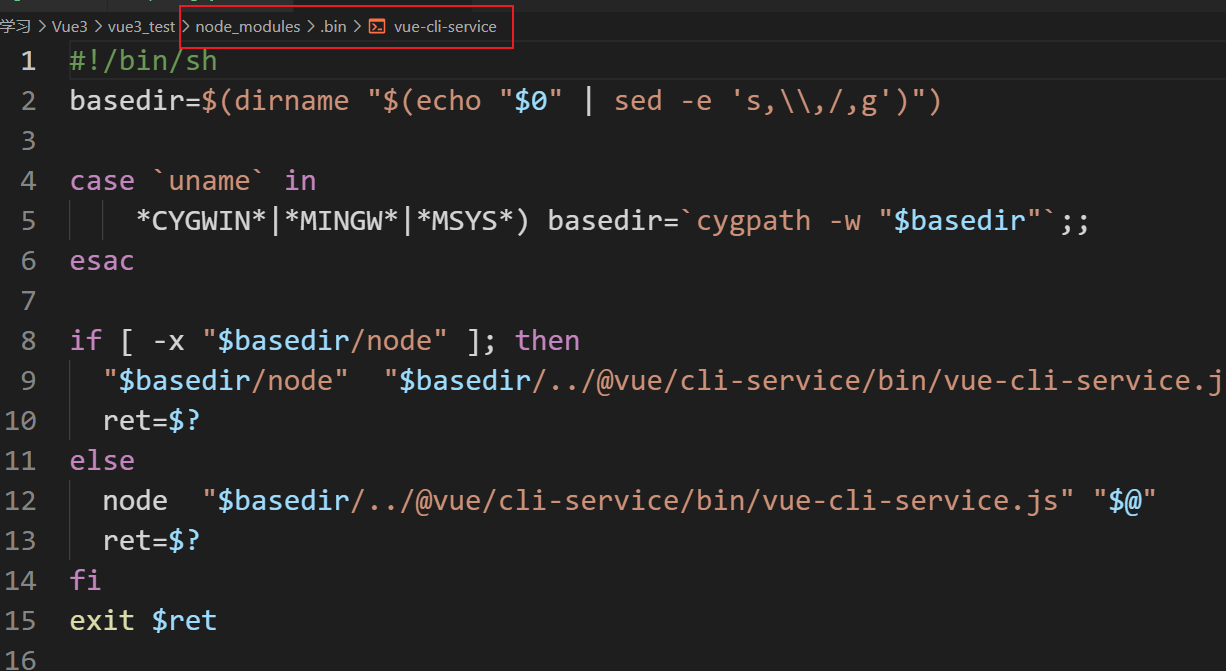 学习 > Vue3 > vue3_test > node_modules > .bin > vue-cli-service
1 #!/bin/sh
2 basedir=$(dirname "$(echo "$0" | sed -e 's,\\,/,g')")
3
4 case `uname` in
5     *CYGWIN*|*MINGW*|*MSYS*) basedir=`cygpath -w "$basedir"`;;
6 esac
7
8 if [ -x "$basedir/node" ]; then
9   "$basedir/node"  "$basedir/../@vue/cli-service/bin/vue-cli-service.j
10   ret=$?
11 else
12   node  "$basedir/../@vue/cli-service/bin/vue-cli-service.js" "$@"
13   ret=$?
14 fi
15 exit $ret
16